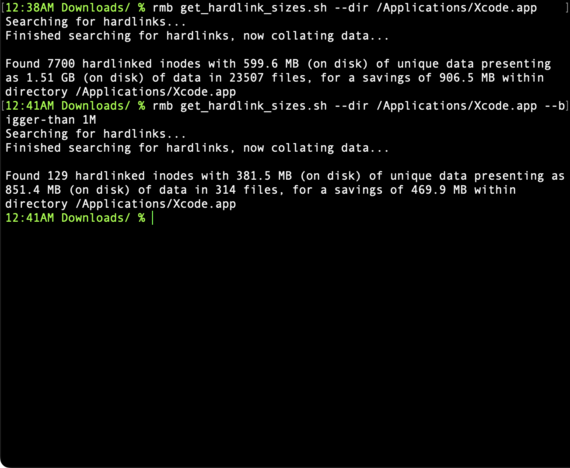 [12:38AM Downloads/ % rmb get_hardlink_sizes.sh --dir /Applications/Xcode.app ]
Searching for hardlinks...
Finished searching for hardlinks, now collating data...
Found 7700 hardlinked inodes with 599.6 MB (on disk) of unique data presenting
as 1.51 GB (on disk) of data in 23507 files, for a savings of 906.5 MB within
directory /Applications/Xcode.app
[12:41AM Downloads/ % rmb get_hardlink_sizes.sh --dir /Applications/Xcode.app --b]
igger-than 1M
Searching for hardlinks...
Finished searching for hardlinks, now collating data...
Found 129 hardlinked inodes with 381.5 MB (on disk) of unique data presenting as
851.4 MB (on disk) of data in 314 files, for a savings of 469.9 MB within
directory /Applications/Xcode.app
12:41AM Downloads/ %